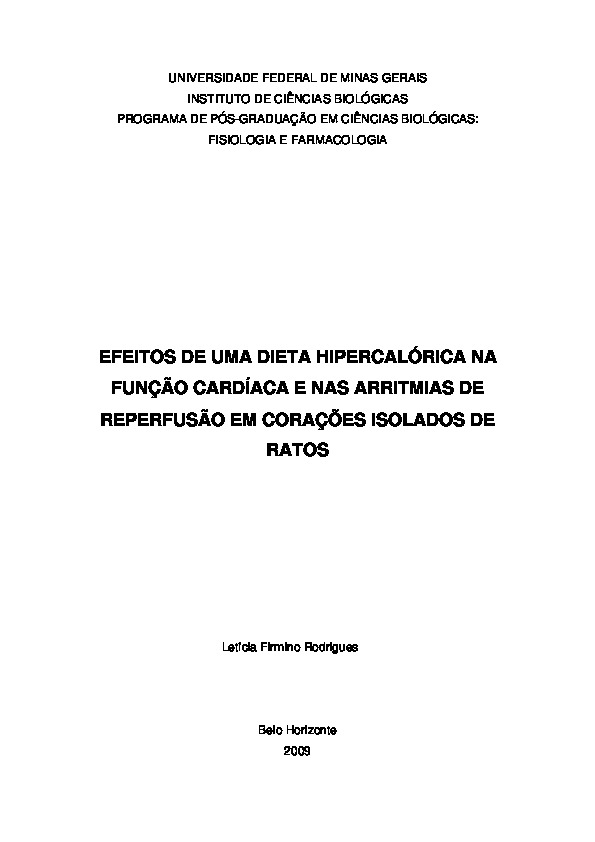 UNIVERSIDADE FEDERAL DE MINAS GERAIS
INSTITUTO DE CIÊNCIAS BIOLÓGICAS
PROGRAMA DE PÓS-GRADUAÇÃO EM CIÊNCIAS BIOLÓGICAS:
FISIOLOGIA E FARMACOLOGIA
EFEITOS DE UMA DIETA HIPERCALÓRICA NA
FUNÇÃO CARDÍACA E NAS ARRITMIAS DE
REPERFUSÃO EM CORAÇÕES ISOLADOS DE
RATOS
Letícia Firmino Rodrigues
Belo Horizonte
2009